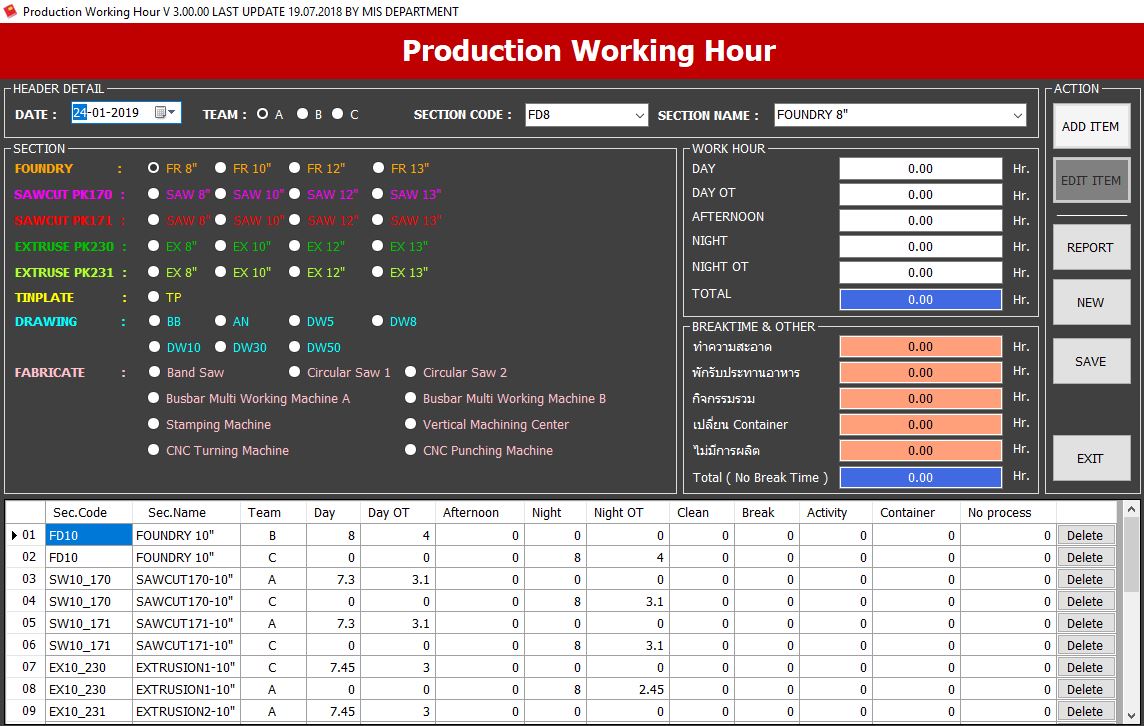 Production Working Hour V 3.00.00 LAST UPDATE 19.07.2018 BY MIS DEPARTMENT
Production Working Hour
HEADER DETAIL
DATE : 24-01-2019 TEAM : A B C SECTION CODE : FD8 SECTION NAME : FOUNDRY 8"
SECTION
FOUNDRY : FR 8" FR 10" FR 12" FR 13"
SAWCUT PK170 : SAW 8" SAW 10" SAW 12" SAW 13"
SAWCUT PK171 : SAW 8" SAW 10" SAW 12" SAW 13"
EXTRUSE PK230 : EX 8" EX 10" EX 12" EX 13"
EXTRUSE PK231 : EX 8" EX 10" EX 12" EX 13"
TINPLATE : TP
DRAWING : BB AN DW5 DW8
DW10 DW30 DW50
FABRICATE : Band Saw Circular Saw 1 Circular Saw 2
Busbar Multi Working Machine A Busbar Multi Working Machine B
Stamping Machine Vertical Machining Center
CNC Turning Machine CNC Punching Machine
WORK HOUR
DAY 0.00 Hr.
DAY OT 0.00 Hr.
AFTERNOON 0.00 Hr.
NIGHT 0.00 Hr.
NIGHT OT 0.00 Hr.
TOTAL 0.00 Hr.
BREAKTIME & OTHER
ทำความสะอาด 0.00 Hr.
พักรับประทานอาหาร 0.00 Hr.
กิจกรรมรวม 0.00 Hr.
เปลี่ยน Container 0.00 Hr.
ไม่มีการผลิต 0.00 Hr.
Total ( No Break Time ) 0.00 Hr.
ACTION
ADD ITEM
EDIT ITEM
REPORT
NEW
SAVE
EXIT
Sec.Code Sec.Name Team Day Day OT Afternoon Night Night OT Clean Break Activity Container No process
01 FD10 FOUNDRY 10" B 8 4 0 0 0 0 0 0 0 0 Delete
02 FD10 FOUNDRY 10" C 0 0 0 8 4 0 0 0 0 0 Delete
03 SW10_170 SAWCUT170-10" A 7.3 3.1 0 0 0 0 0 0 0 0 Delete
04 SW10_170 SAWCUT170-10" C 0 0 0 8 3.1 0 0 0 0 0 Delete
05 SW10_171 SAWCUT171-10" A 7.3 3.1 0 0 0 0 0 0 0 0 Delete
06 SW10_171 SAWCUT171-10" C 0 0 0 8 3.1 0 0 0 0 0 Delete
07 EX10_230 EXTRUSION1-10" C 7.45 3 0 0 0 0 0 0 0 0 Delete
08 EX10_230 EXTRUSION1-10" A 0 0 0 8 2.45 0 0 0 0 0 Delete
09 EX10_231 EXTRUSION2-10" A 7.45 3 0 0 0 0 0 0 0 0 Delete